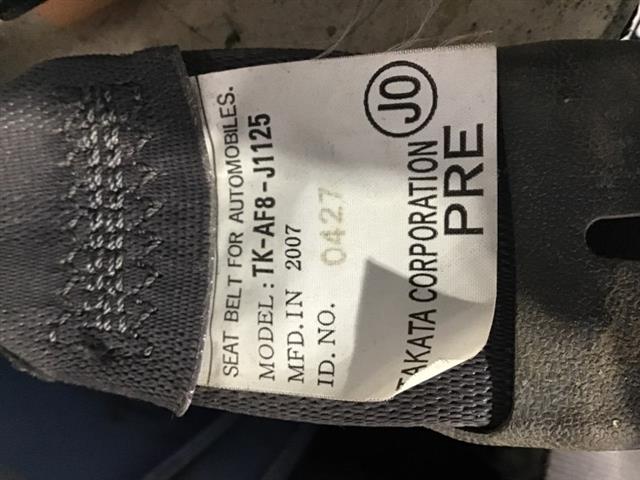 SEAT BELT FOR AUTOMOBILES.
MODEL : TK-AF8-J1125
MFD. IN 2007
ID. NO. 0427
TAKATA CORPORATION JO
PRE